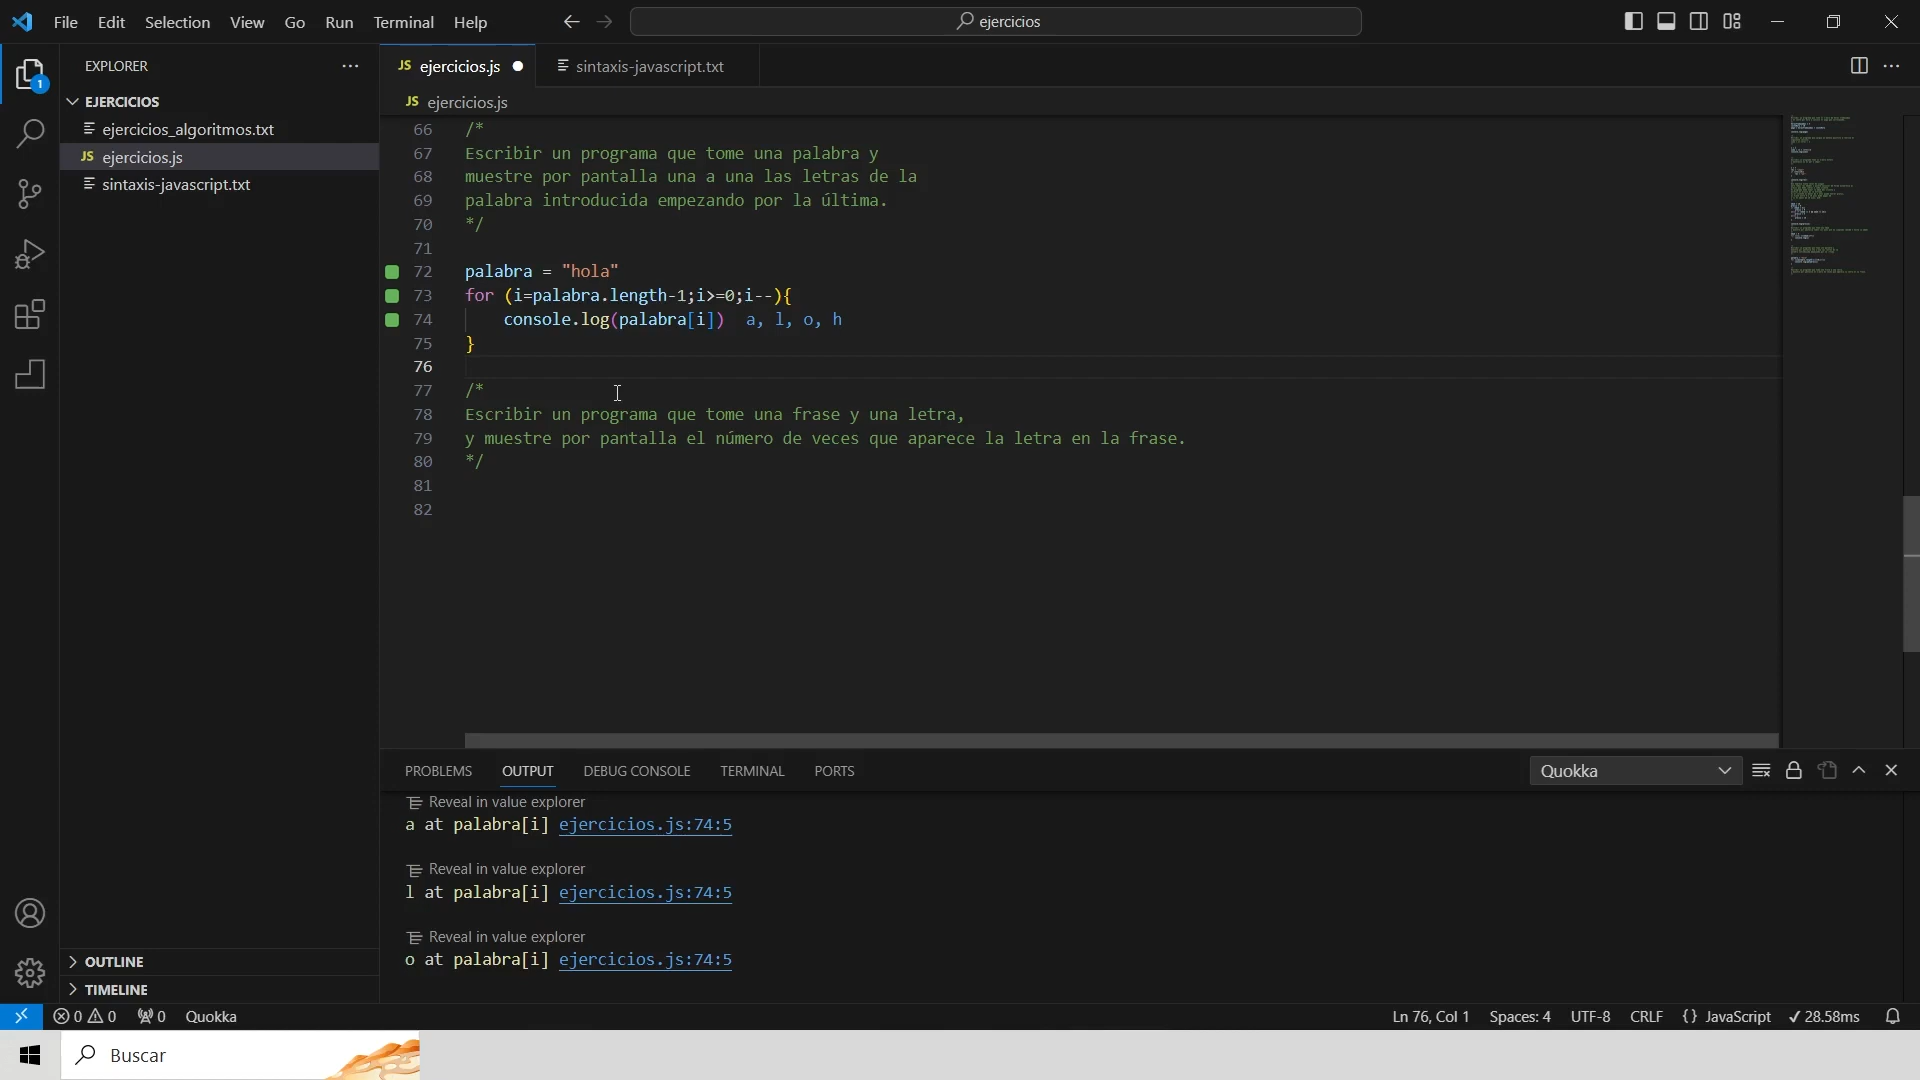 File Edit Selection View Go Run Terminal Help
ejercicios
EXPLORER
JS ejercicios.js
sintaxis-javascript.txt
1
EJERCICIOS
JS ejercicios.js
ejercicios_algoritmos.txt
JS ejercicios.js
sintaxis-javascript.txt
66 /*
67 Escribir un programa que tome una palabra y
68 muestre por pantalla una a una las letras de la
69 palabra introducida empezando por la última.
70 */
71
72 palabra = "hola"
73 for (i=palabra.length-1;i>=0;i--){
74 console.log(palabra[i]) a, l, o, h
75 }
76
77 /*
78 Escribir un programa que tome una frase y una letra,
79 y muestre por pantalla el número de veces que aparece la letra en la frase.
80 */
81
82
PROBLEMS OUTPUT DEBUG CONSOLE TERMINAL PORTS
Quokka
Reveal in value explorer
a at palabra[i] ejercicios.js:74:5
Reveal in value explorer
l at palabra[i] ejercicios.js:74:5
Reveal in value explorer
o at palabra[i] ejercicios.js:74:5
OUTLINE
TIMELINE
0 0 0 Quokka
Ln 76, Col 1 Spaces: 4 UTF-8 CRLF {} JavaScript ✓ 28.58ms
Buscar